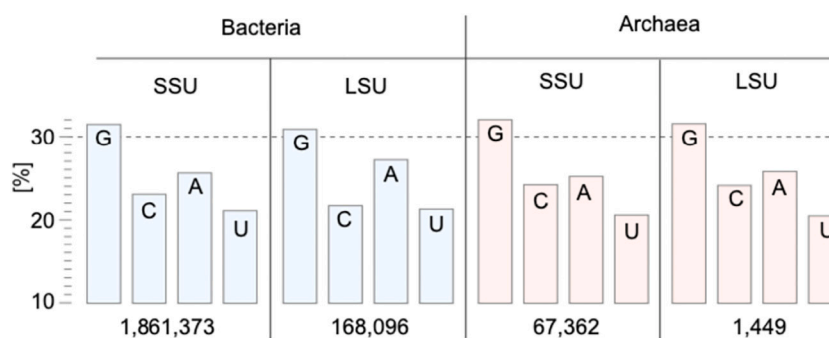 Bacteria Archaea
SSU LSU SSU LSU
[%]
30
20
10
G C A U G C A U G C A U G C A U
1,861,373 168,096 67,362 1,449